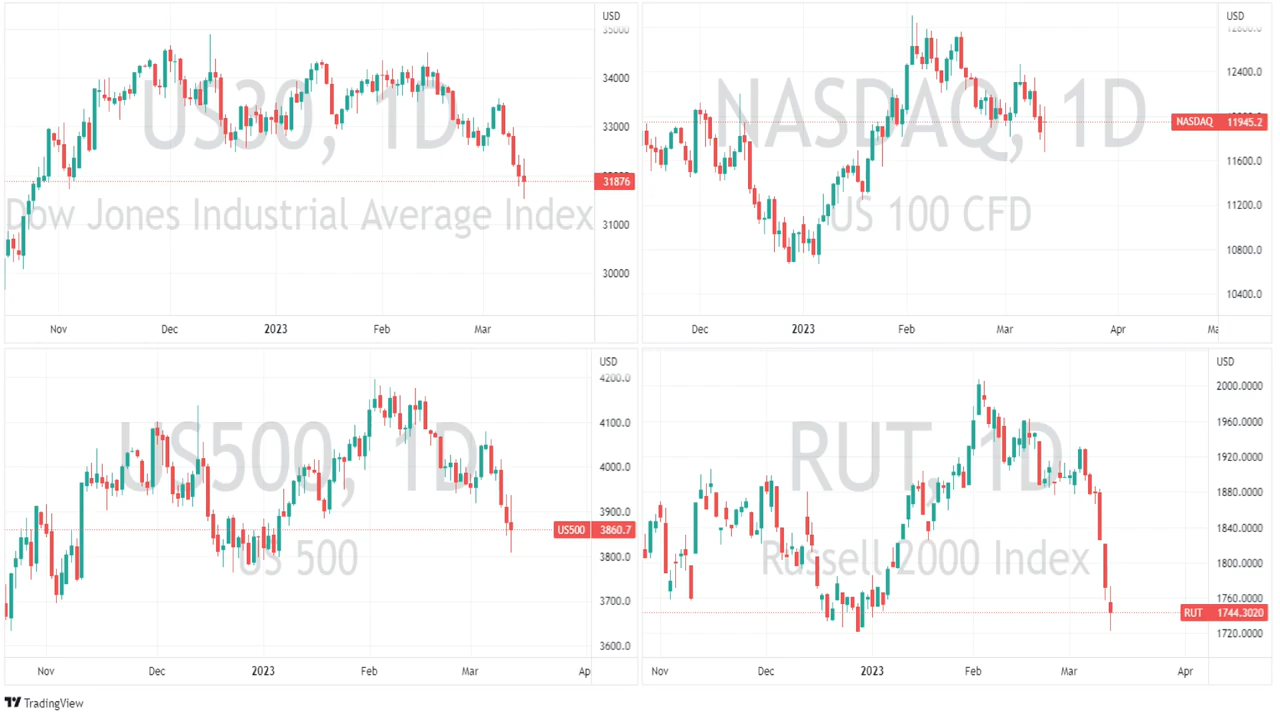 US30, 1D
Dow Jones Industrial Average Index
USD
35000
34000
33000
31876
31000
30000
Nov Dec 2023 Feb Mar
NASDAQ, 1D
US 100 CFD
USD
12800.0
12400.0
NASDAQ 11945.2
11600.0
11200.0
10800.0
10400.0
Dec 2023 Feb Mar Apr
US500, 1D
US 500
USD
4200.0
4100.0
4000.0
3900.0
US500 3860.7
3800.0
3700.0
3600.0
Nov Dec 2023 Feb Mar Ap
RUT, 1D
Russell 2000 Index
USD
2000.0000
1960.0000
1920.0000
1880.0000
1840.0000
1800.0000
1760.0000
RUT 1744.3020
1720.0000
Nov Dec 2023 Feb Mar Apr
TradingView